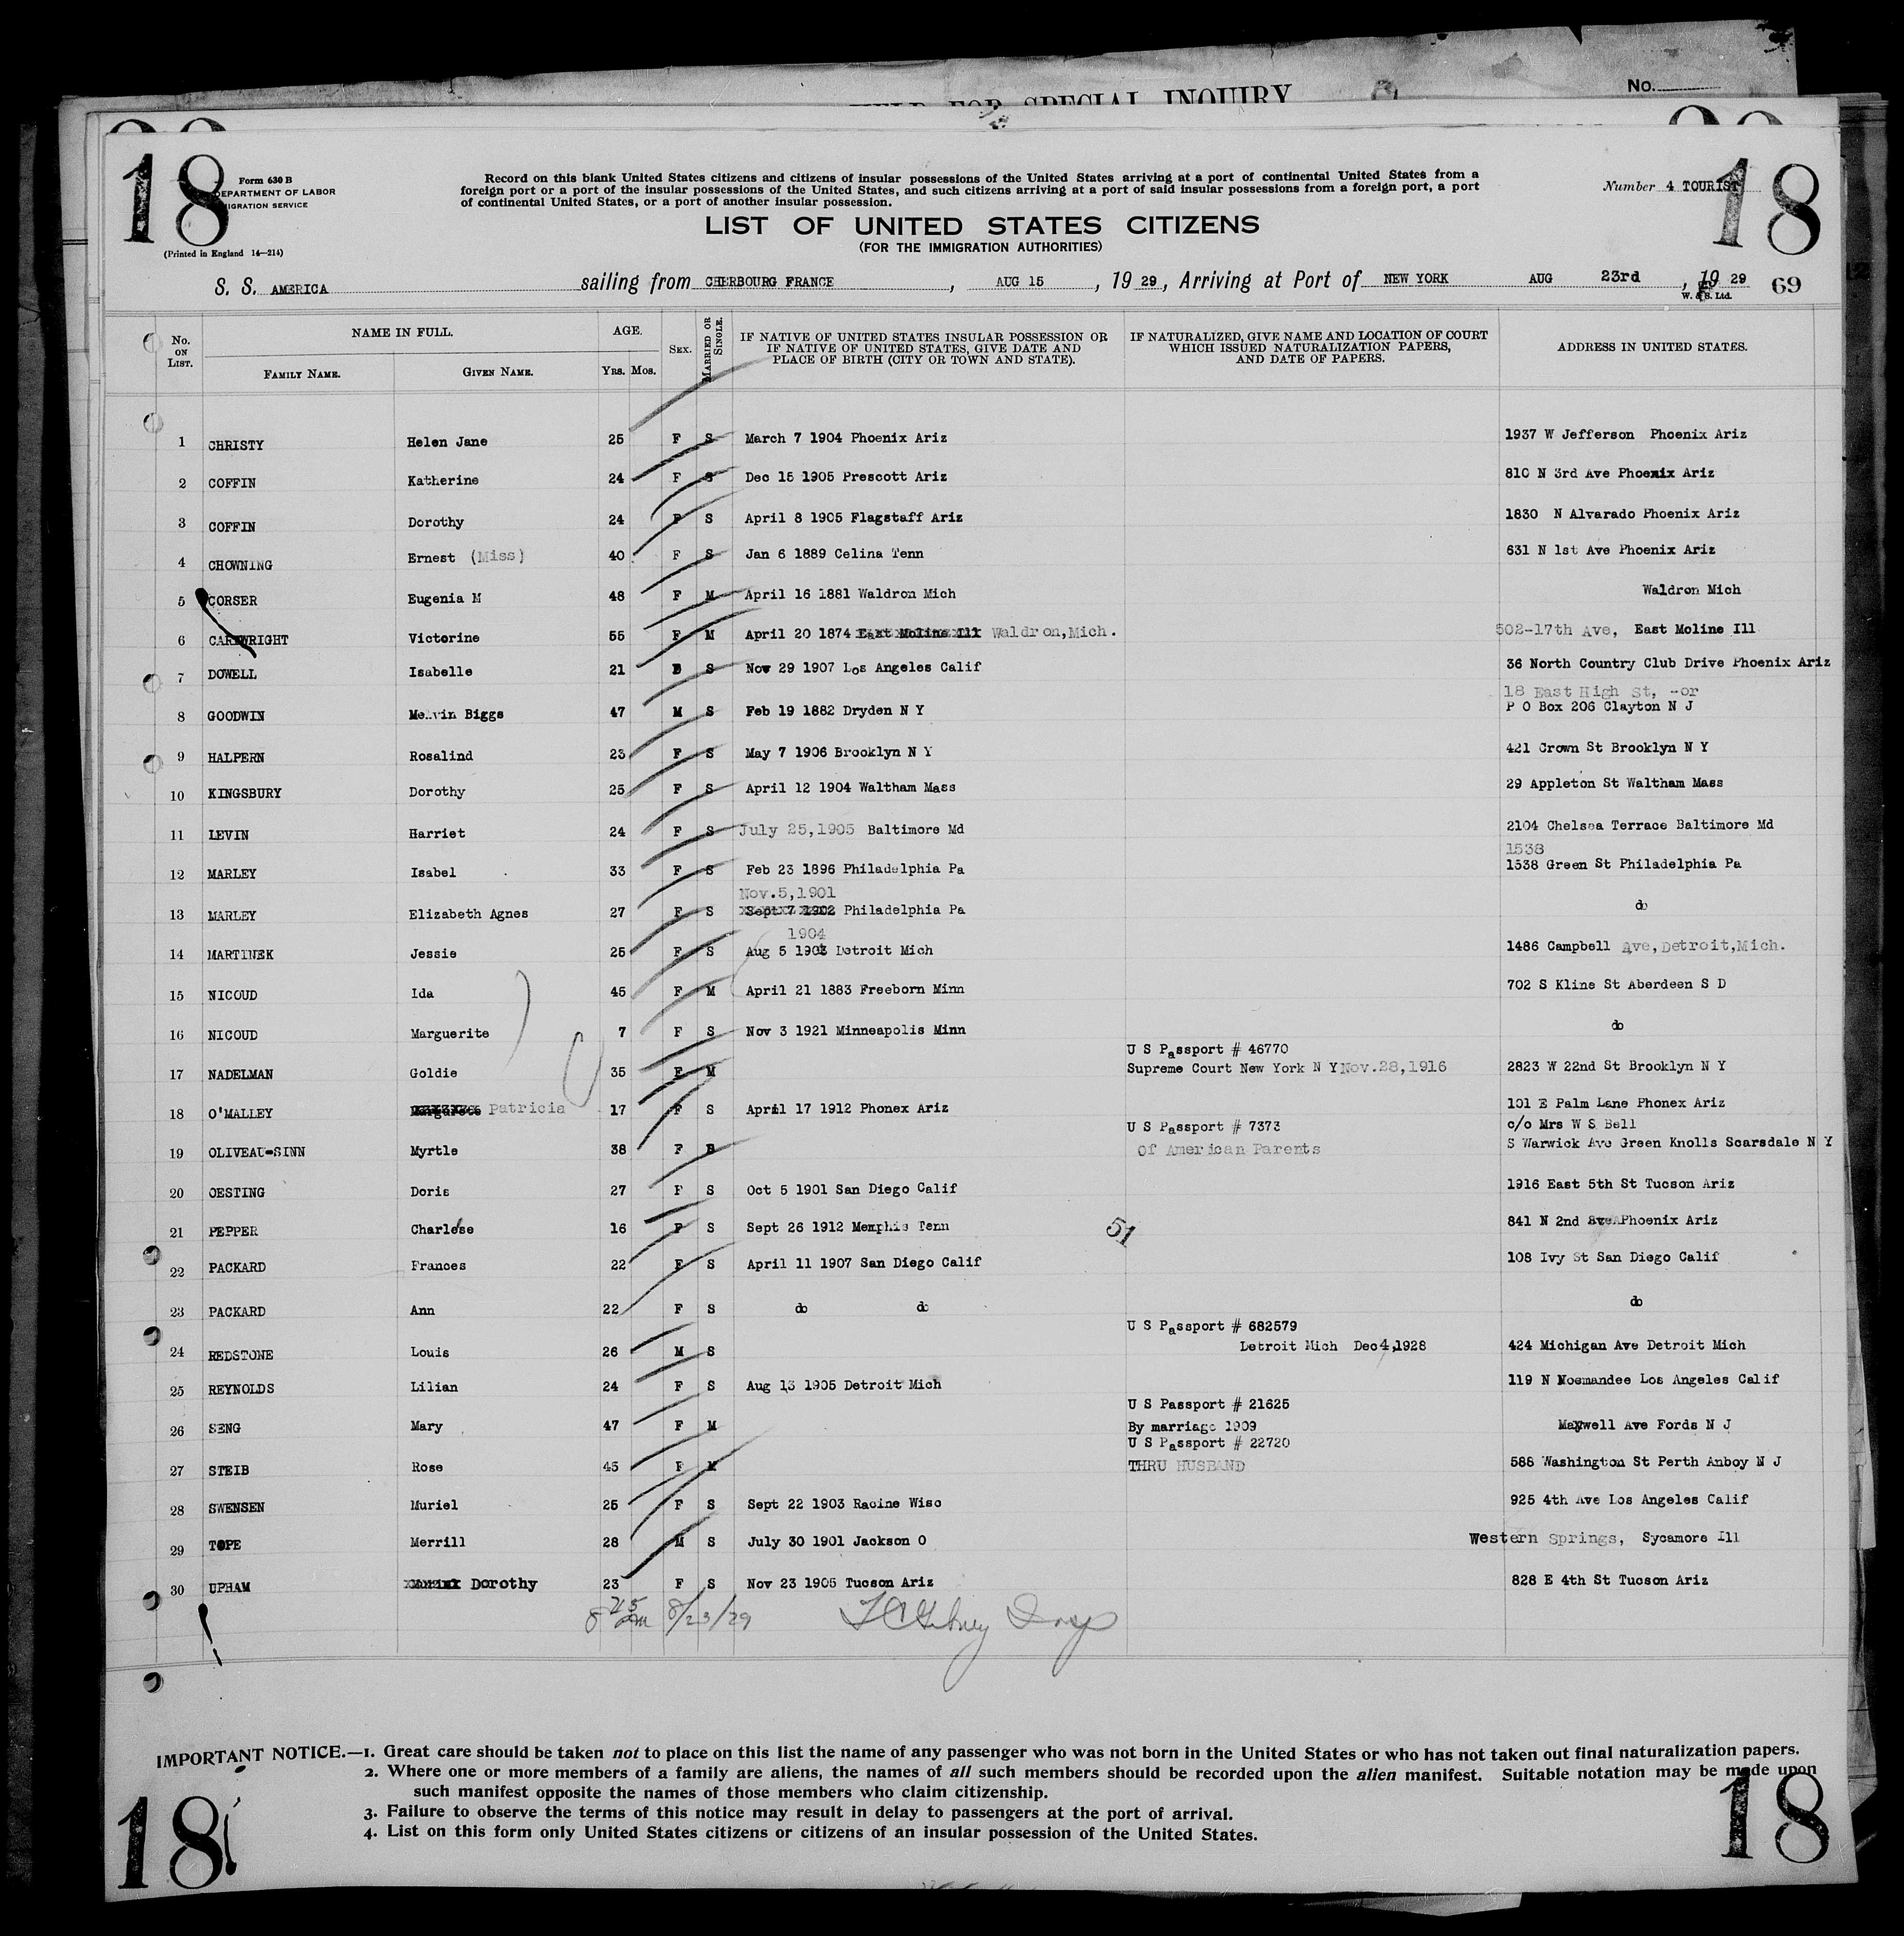 HELD FOR SPECIAL INQUIRY
No.
18
18
Form 630 B
DEPARTMENT OF LABOR
IMMIGRATION SERVICE
(Printed in England 14—214)
Record on this blank United States citizens and citizens of insular possessions of the United States arriving at a port of continental United States from a
foreign port or a port of the insular possessions of the United States, and such citizens arriving at a port of said insular possessions from a foreign port, a port
of continental United States, or a port of another insular possession.
Number 4 TOURIST
LIST OF UNITED STATES CITIZENS
(FOR THE IMMIGRATION AUTHORITIES)
S. S. AMERICA sailing from CHERBOURG FRANCE, AUG 15, 19 29, Arriving at Port of NEW YORK AUG 23rd, 19 29 69
W. & S. Ltd.
No. ON LIST. NAME IN FULL. FAMILY NAME. GIVEN NAME. AGE. YRS. MOS. SEX. MARRIED OR SINGLE. IF NATIVE OF UNITED STATES INSULAR POSSESSION OR IF NATIVE OF UNITED STATES, GIVE DATE AND PLACE OF BIRTH (CITY OR TOWN AND STATE). IF NATURALIZED, GIVE NAME AND LOCATION OF COURT WHICH ISSUED NATURALIZATION PAPERS, AND DATE OF PAPERS. ADDRESS IN UNITED STATES.
1 CHRISTY Helen Jane 25 F S March 7 1904 Phoenix Ariz 1937 W Jefferson Phoenix Ariz
2 COFFIN Katherine 24 F S Dec 15 1905 Prescott Ariz 810 N 3rd Ave Phoenix Ariz
3 COFFIN Dorothy 24 F S April 8 1905 Flagstaff Ariz 1830 N Alvarado Phoenix Ariz
4 CHOWNING Ernest (Miss) 40 F S Jan 6 1889 Celina Tenn 631 N 1st Ave Phoenix Ariz
5 CORSER Eugenia M 48 F M April 16 1881 Waldron Mich Waldron Mich
6 CARTWRIGHT Victorine 55 F M April 20 1874 East Moline Ill Waldron, Mich. 502-17th Ave, East Moline Ill
7 DOWELL Isabelle 21 S Nov 29 1907 Los Angeles Calif 36 North Country Club Drive Phoenix Ariz
18 East High St, -or
8 GOODWIN Melvin Biggs 47 M S Feb 19 1882 Dryden N Y P O Box 206 Clayton N J
9 HALPERN Rosalind 23 F S May 7 1906 Brooklyn N Y 421 Crown St Brooklyn N Y
10 KINGSBURY Dorothy 25 F S April 12 1904 Waltham Mass 29 Appleton St Waltham Mass
11 LEVIN Harriet 24 F S July 25, 1905 Baltimore Md 2104 Chelsea Terrace Baltimore Md
1538
12 MARLEY Isabel 33 F S Feb 23 1896 Philadelphia Pa 1538 Green St Philadelphia Pa
Nov. 5, 1901
13 MARLEY Elizabeth Agnes 27 F S Sept 7 1902 Philadelphia Pa do
1904
14 MARTINEK Jessie 25 F S Aug 5 1903 Detroit Mich 1486 Campbell Ave, Detroit, Mich.
15 NICOUD Ida 45 F M April 21 1883 Freeborn Minn 702 S Kline St Aberdeen S D
16 NICOUD Marguerite 7 F S Nov 3 1921 Minneapolis Minn do
U S Passport # 46770
17 NADELMAN Goldie 35 F M Supreme Court New York N Y Nov. 28, 1916 2823 W 22nd St Brooklyn N Y
18 O'MALLEY Patricia 17 F S April 17 1912 Phonex Ariz 101 E Palm Lane Phonex Ariz
U S Passport # 7373 c/o Mrs W S Bell
19 OLIVEAU-SINN Myrtle 38 F Of American Parents S Warwick Ave Green Knolls Scarsdale N Y
20 OESTING Doris 27 F S Oct 5 1901 San Diego Calif 1916 East 5th St Tucson Ariz
21 PEPPER Charlese 16 F S Sept 26 1912 Memphis Tenn 841 N 2nd Ave Phoenix Ariz
51
22 PACKARD Frances 22 F S April 11 1907 San Diego Calif 108 Ivy St San Diego Calif
23 PACKARD Ann 22 F S do do do
U S Passport # 682579
24 REDSTONE Louis 26 M S Detroit Mich Dec 4, 1928 424 Michigan Ave Detroit Mich
25 REYNOLDS Lilian 24 F S Aug 13 1905 Detroit Mich 119 N Noemandee Los Angeles Calif
U S Passport # 21625
26 SENG Mary 47 F M By marriage 1909 Maxwell Ave Fords N J
U S Passport # 22720
27 STEIB Rose 45 F M THRU HUSBAND 588 Washington St Perth Anboy N J
28 SWENSEN Muriel 25 F S Sept 22 1903 Racine Wisc 925 4th Ave Los Angeles Calif
29 TOPE Merrill 28 M S July 30 1901 Jackson O Western Springs, Sycamore Ill
30 UPHAM Dorothy 23 F S Nov 23 1905 Tucson Ariz 828 E 4th St Tucson Ariz
8 25 am 8/23/29
IMPORTANT NOTICE.—1. Great care should be taken not to place on this list the name of any passenger who was not born in the United States or who has not taken out final naturalization papers.
2. Where one or more members of a family are aliens, the names of all such members should be recorded upon the alien manifest. Suitable notation may be made upon
such manifest opposite the names of those members who claim citizenship.
3. Failure to observe the terms of this notice may result in delay to passengers at the port of arrival.
4. List on this form only United States citizens or citizens of an insular possession of the United States.
18
18